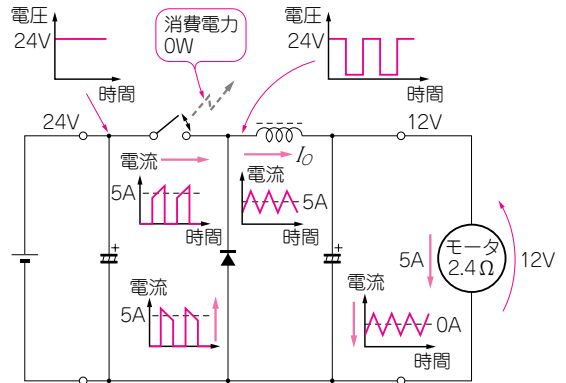 電圧
24V
時間
消費電力
0W
電圧
24V
時間
24V
12V
電流
5A
時間
I_O
電流
5A
時間
+
+
電流
5A
時間
電流
0A
時間
5A
モータ
2.4Ω
12V